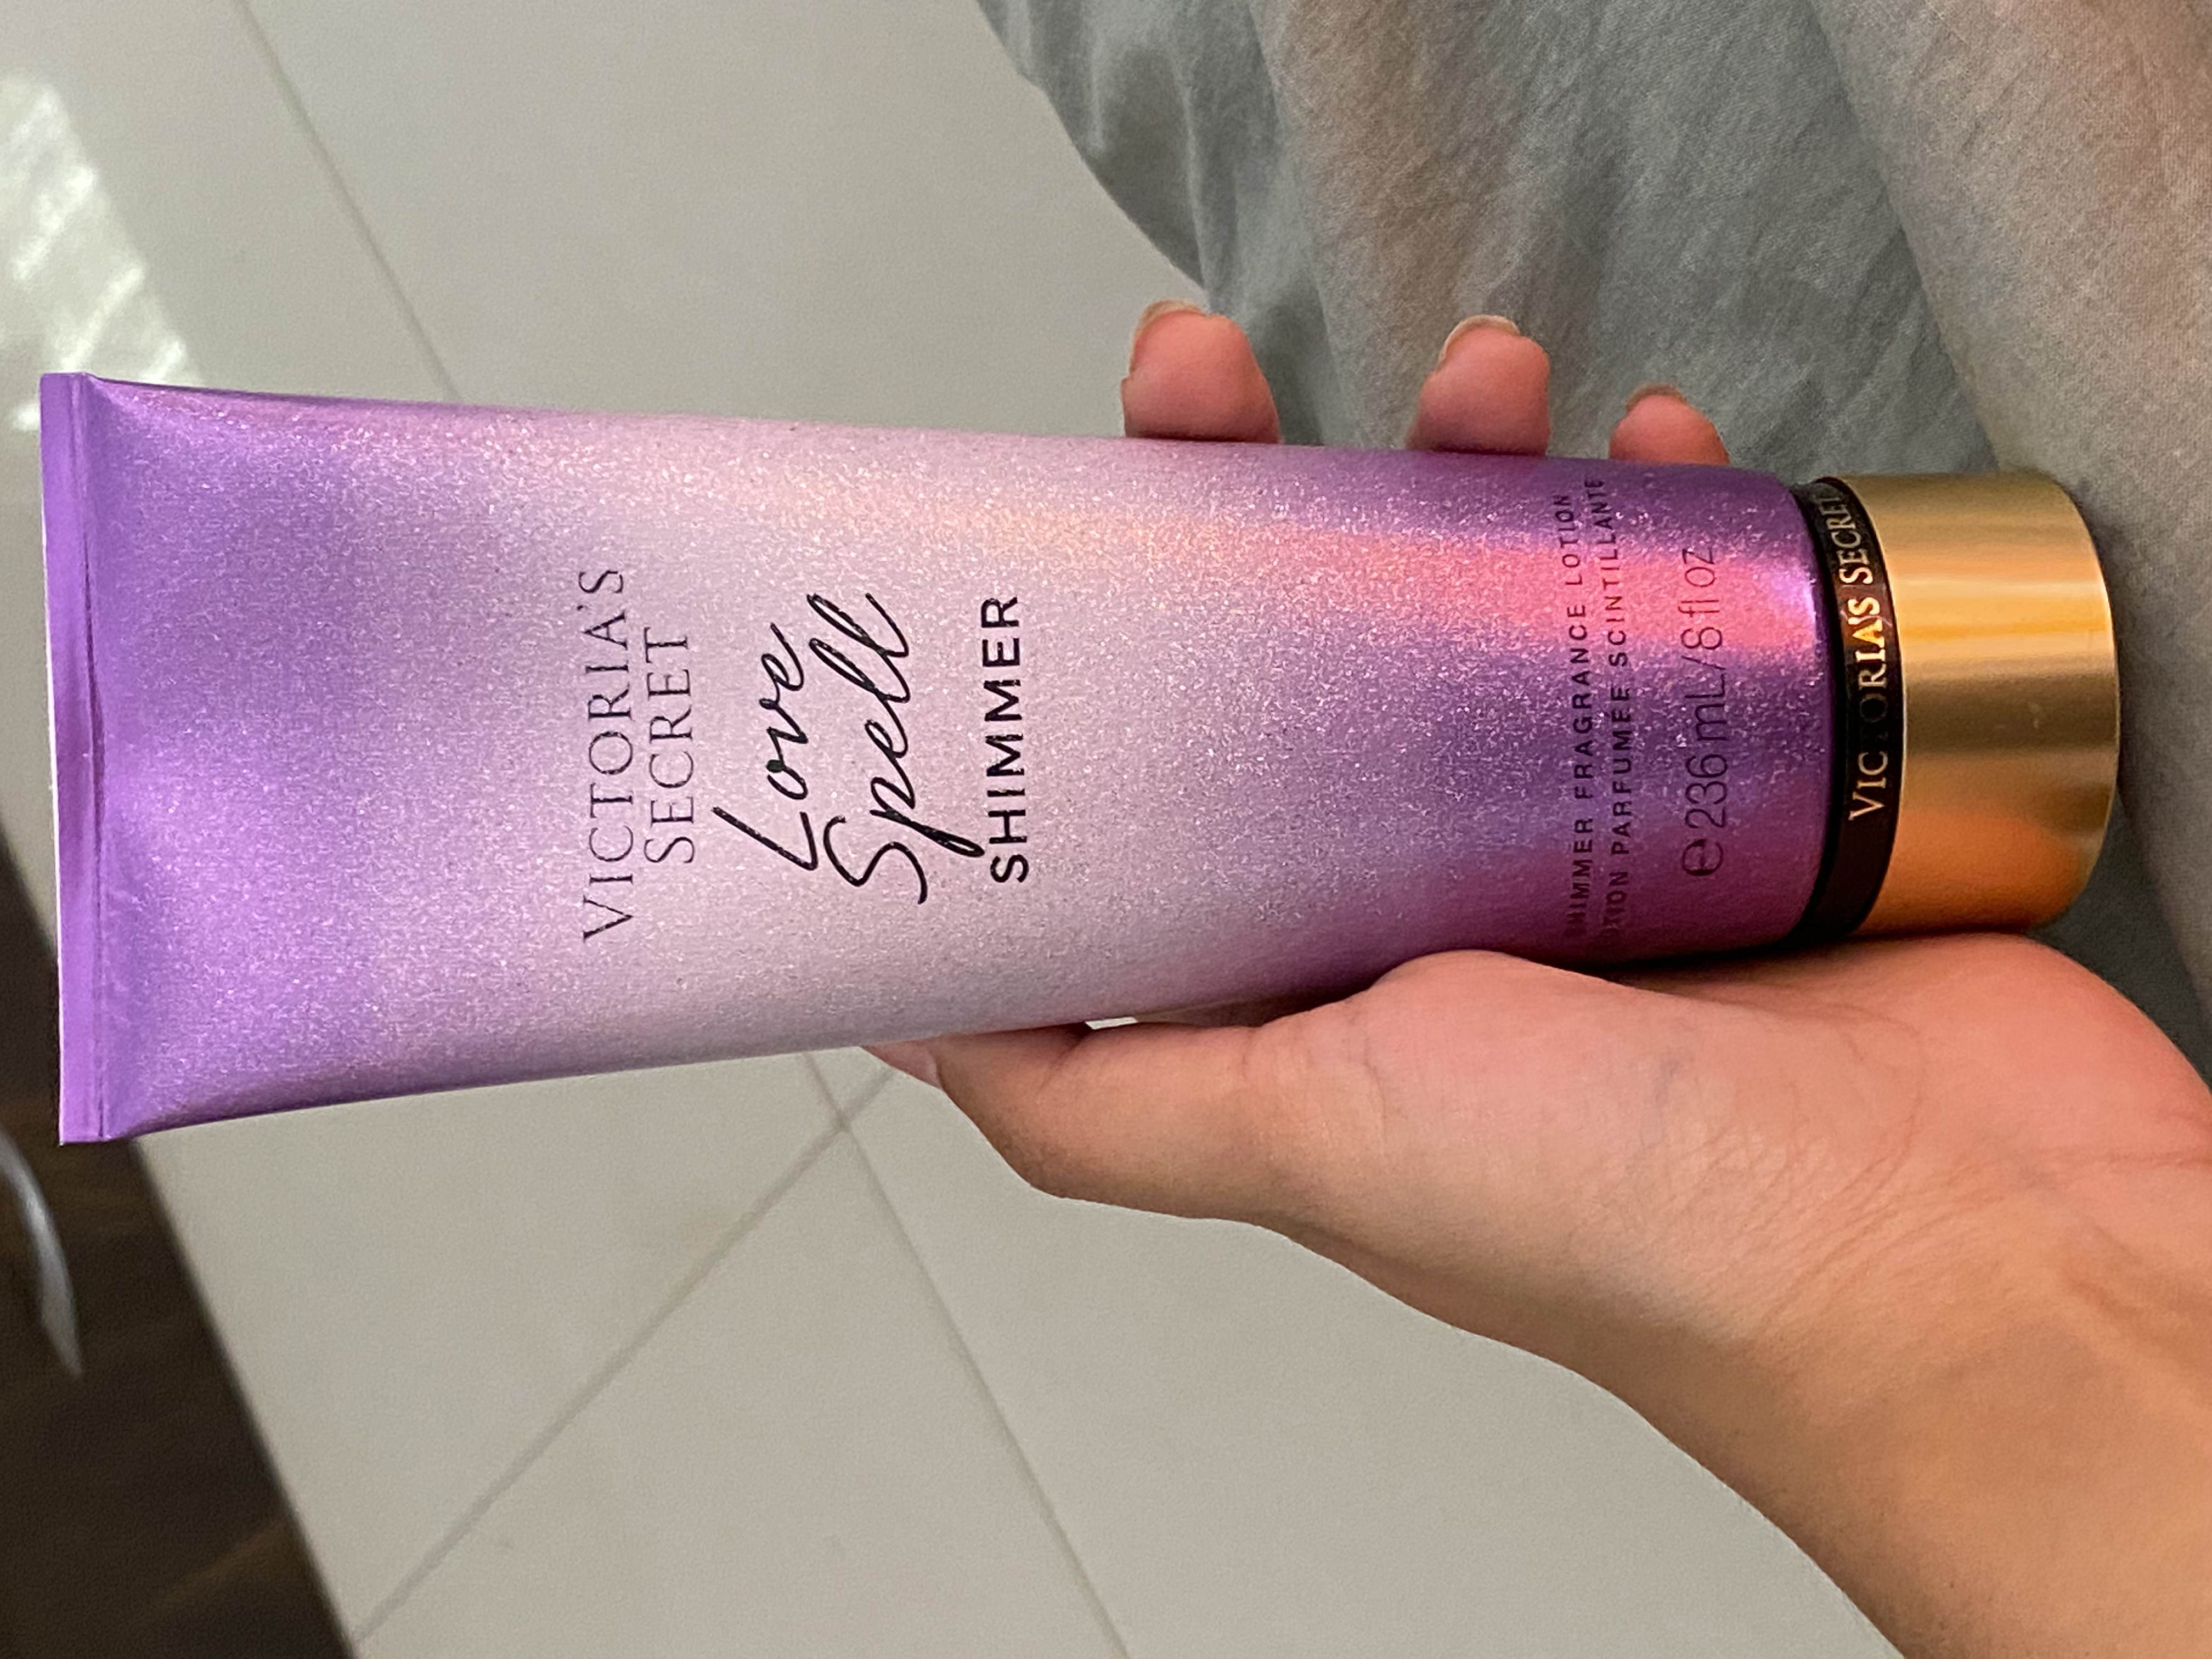 VICTORIA'S
SECRET
Love
Spell
SHIMMER
SHIMMER FRAGRANCE LOTION
LOTION PARFUMÉE SCINTILLANTE
℮ 236 mL/8 fl oz
VICTORIA'S SECRET